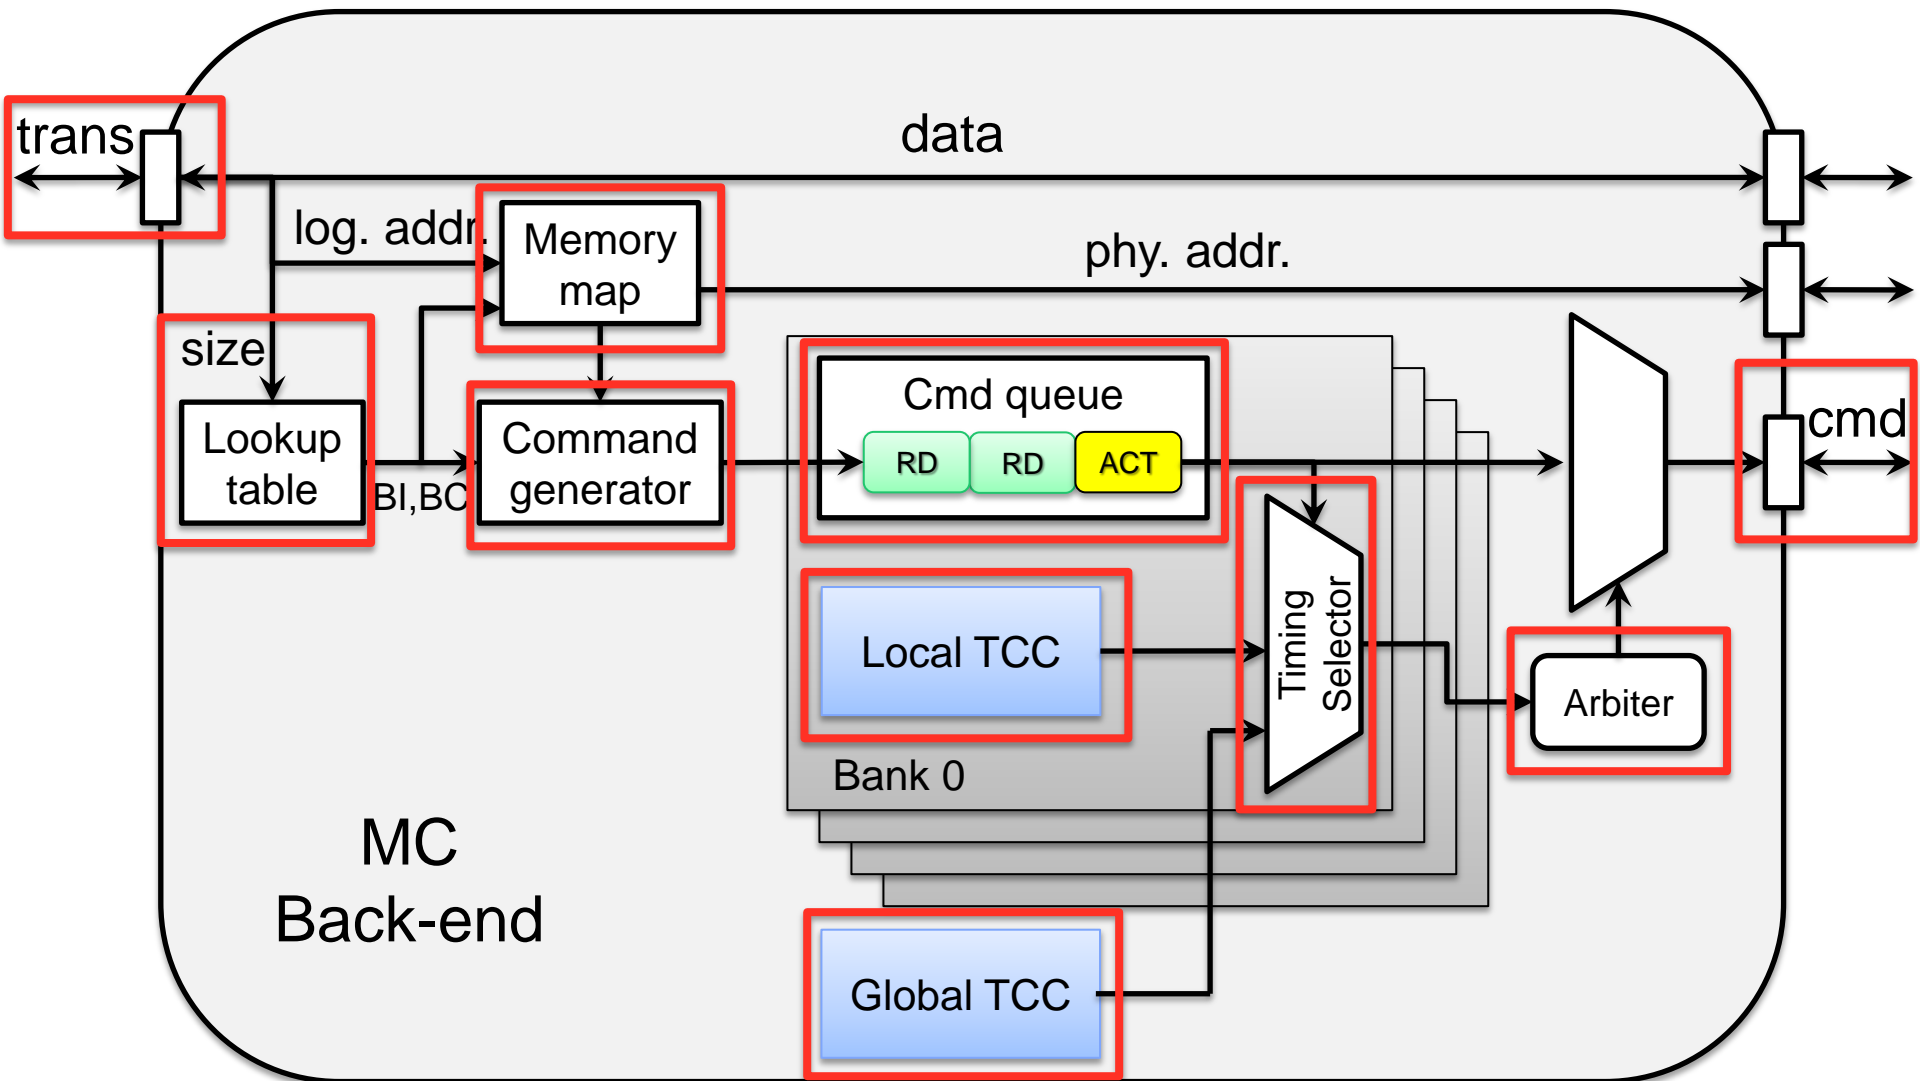 trans
data
log. addr.
Memory
map
phy. addr.
size
Lookup
table
BI,BC
Command
generator
Cmd queue
RD
RD
ACT
cmd
Local TCC
Timing
Selector
Arbiter
Bank 0
MC
Back-end
Global TCC